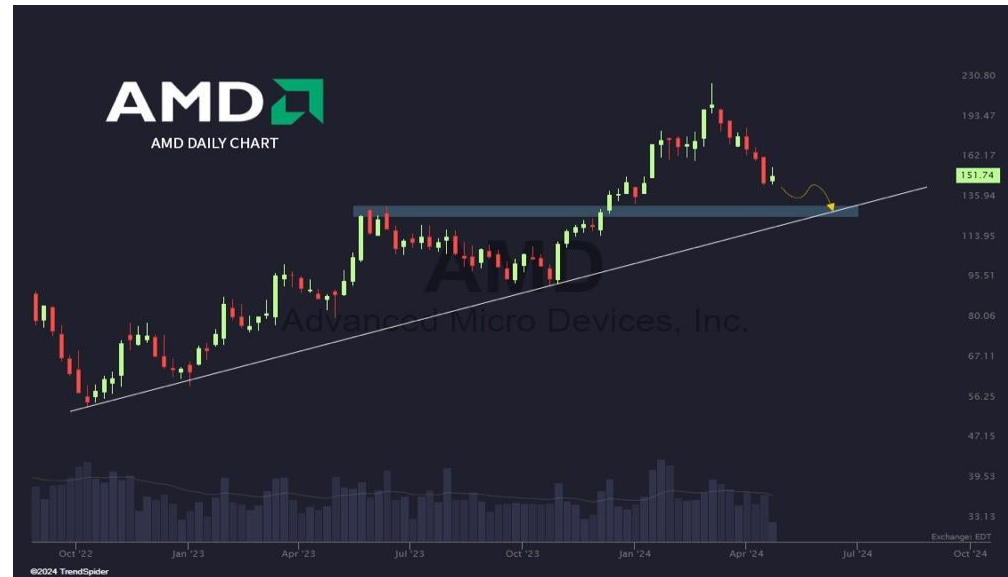 AMD
AMD DAILY CHART
230.80
193.47
162.17
151.74
135.94
113.95
AMD
95.51
Advanced Micro Devices, Inc.
80.06
67.11
56.25
47.15
39.53
33.13
Exchange: EDT
Oct '22 Jan '23 Apr '23 Jul '23 Oct '23 Jan '24 Apr '24 Jul '24 Oct '24
©2024 TrendSpider